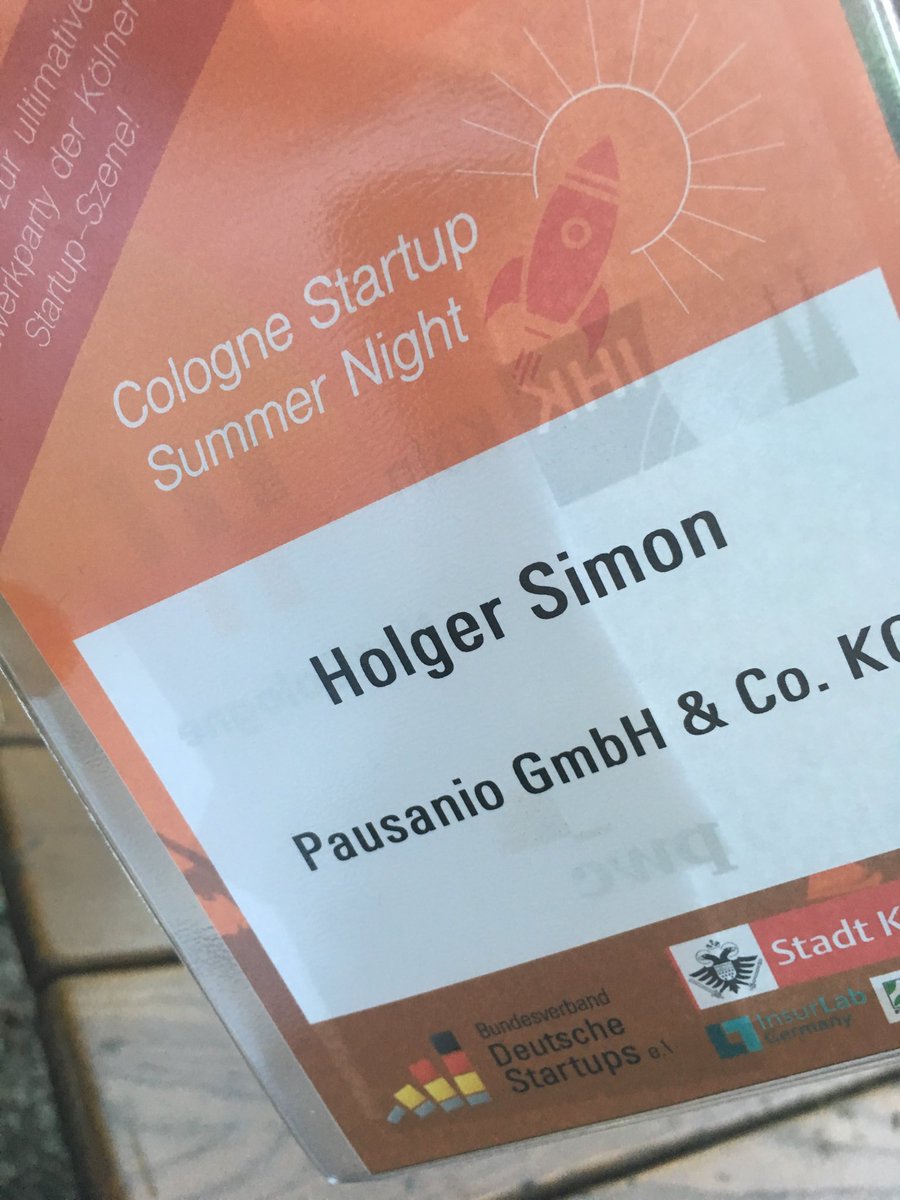 zur ultimative
werkparty der Kölner
Startup-Szene!
Cologne Startup
Summer Night
IHK
Holger Simon
Pausanio GmbH & Co. KG
pwc
Stadt K
Bundesverband
Deutsche
Startups e.V
InsurLab
Germany